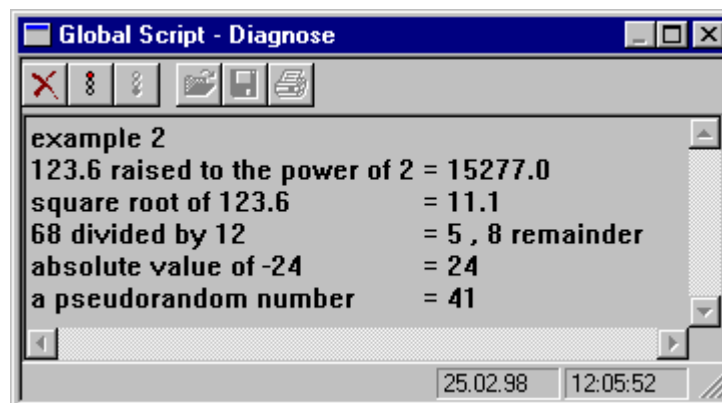 Global Script - Diagnose
example 2
123.6 raised to the power of 2 = 15277.0
square root of 123.6 = 11.1
68 divided by 12 = 5 , 8 remainder
absolute value of -24 = 24
a pseudorandom number = 41
25.02.98 12:05:52